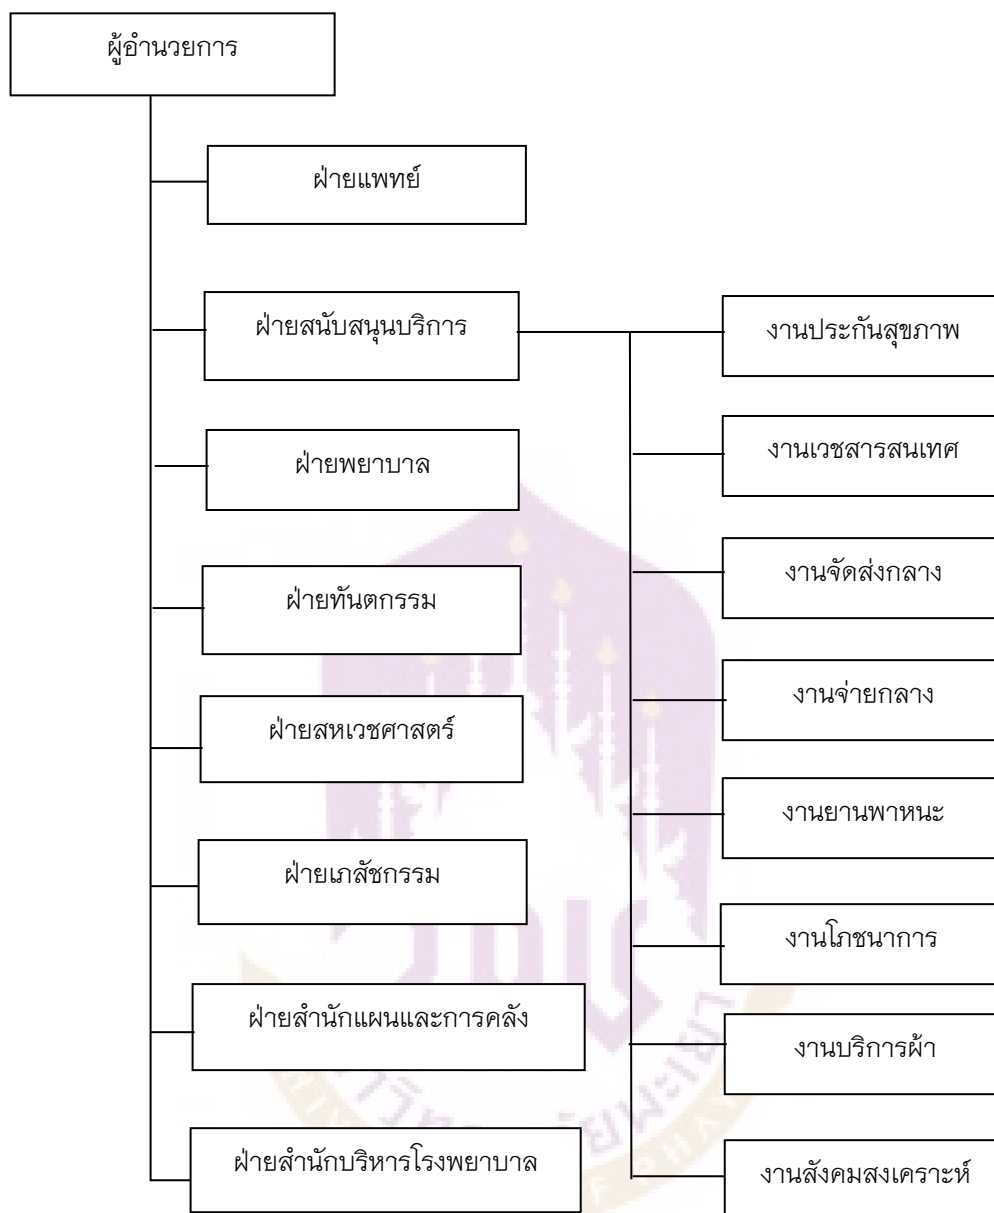 ผู้อำนวยการ
ฝ่ายแพทย์
ฝ่ายสนับสนุนบริการ
ฝ่ายพยาบาล
ฝ่ายทันตกรรม
ฝ่ายสหเวชศาสตร์
ฝ่ายเภสัชกรรม
ฝ่ายสำนักแผนและการคลัง
ฝ่ายสำนักบริหารโรงพยาบาล
งานประกันสุขภาพ
งานเวชสารสนเทศ
งานจัดส่งกลาง
งานจ่ายกลาง
งานยานพาหนะ
งานโภชนาการ
งานบริการผ้า
งานสังคมสงเคราะห์